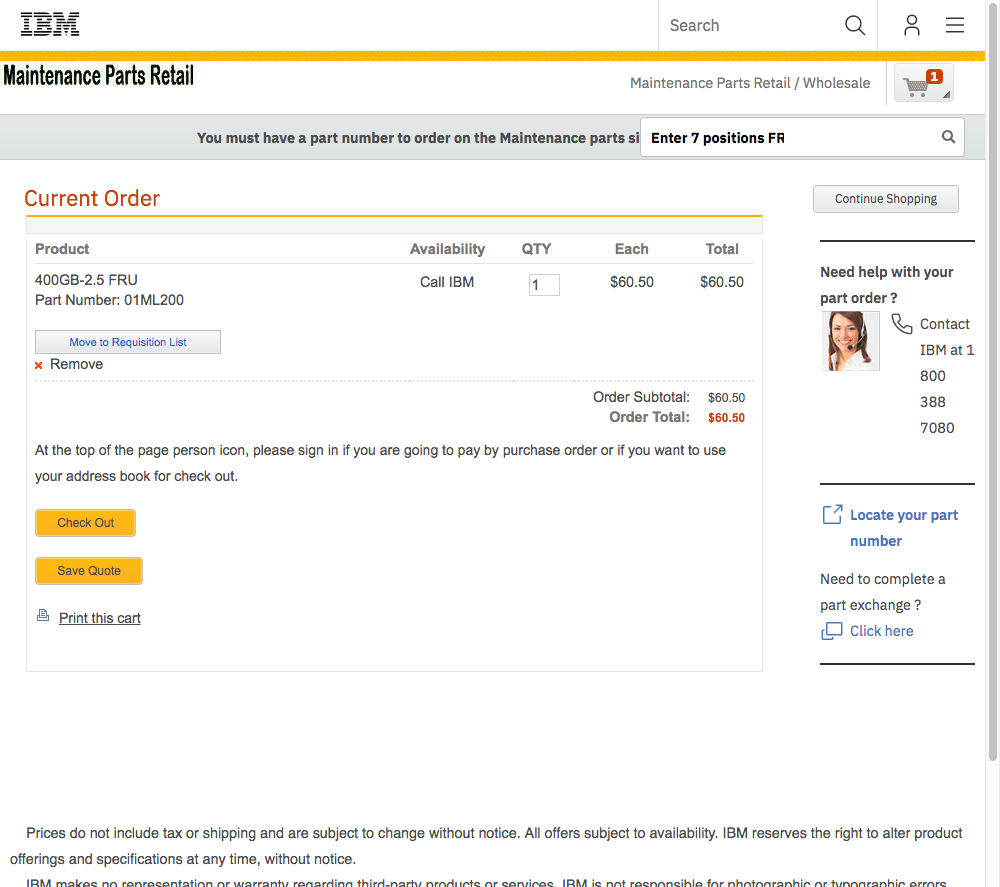 IBM
Search
Maintenance Parts Retail
Maintenance Parts Retail / Wholesale
1
You must have a part number to order on the Maintenance parts si
Enter 7 positions FR
Current Order
Continue Shopping
Product Availability QTY Each Total
400GB-2.5 FRU Call IBM 1 $60.50 $60.50
Part Number: 01ML200
Move to Requisition List
Remove
Order Subtotal: $60.50
Order Total: $60.50
At the top of the page person icon, please sign in if you are going to pay by purchase order or if you want to use
your address book for check out.
Check Out
Save Quote
Print this cart
Need help with your
part order ?
Contact
IBM at 1
800
388
7080
Locate your part
number
Need to complete a
part exchange ?
Click here
Prices do not include tax or shipping and are subject to change without notice. All offers subject to availability. IBM reserves the right to alter product
offerings and specifications at any time, without notice.
IBM makes no representation or warranty regarding third-party products or services. IBM is not responsible for photographic or typographic errors.